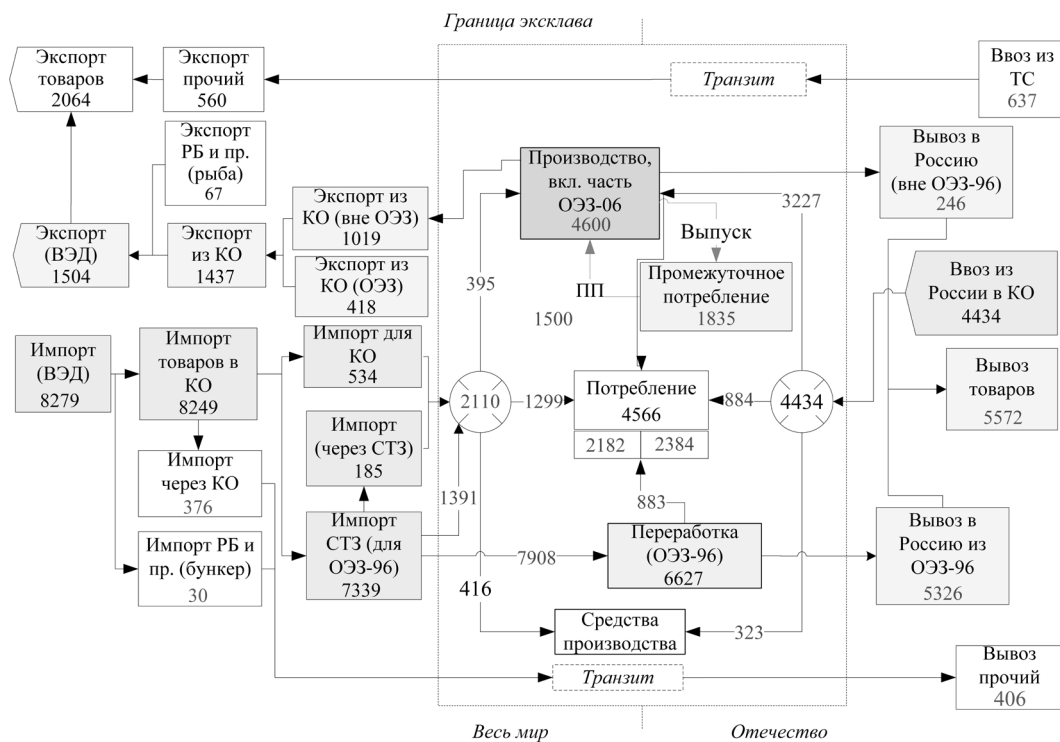 Граница эксклава
Экспорт
товаров
2064
Экспорт
прочий
560
Транзит
Ввоз из
ТС
637
Экспорт
РБ и пр.
(рыба)
67
Производство,
вкл. часть
ОЭЗ-06
4600
3227
Вывоз в
Россию
(вне ОЭЗ-96)
246
Экспорт
(ВЭД)
1504
Экспорт
из КО
1437
Экспорт из
КО (вне ОЭЗ)
1019
Экспорт из
КО (ОЭЗ)
418
395
Выпуск
ПП
1500
Промежуточное
потребление
1835
Ввоз из
России в КО
4434
Импорт
(ВЭД)
8279
Импорт
товаров в
КО
8249
Импорт для
КО
534
2110
1299
Потребление
4566
2182
2384
884
4434
Вывоз
товаров
5572
Импорт
(через СТЗ)
185
Импорт
через КО
376
1391
883
Импорт
СТЗ (для
ОЭЗ-96)
7339
7908
Переработка
(ОЭЗ-96)
6627
Вывоз в
Россию из
ОЭЗ-96
5326
Импорт РБ и
пр. (бункер)
30
416
Средства
производства
323
Транзит
Вывоз
прочий
406
Весь мир
Отечество